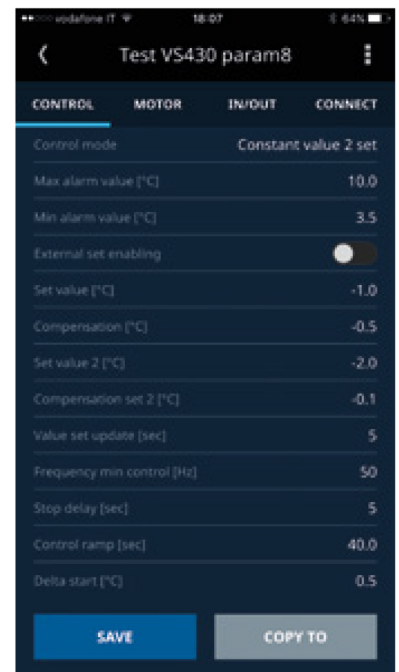 vodafone IT 18:07 64%
Test VS430 param8
CONTROL MOTOR IN/OUT CONNECT
Control mode Constant value 2 set
Max alarm value [°C] 10.0
Min alarm value [°C] 3.5
External set enabling
Set value [°C] -1.0
Compensation [°C] -0.5
Set value 2 [°C] -2.0
Compensation set 2 [°C] -0.1
Value set update [sec] 5
Frequency min control [Hz] 50
Stop delay [sec] 5
Control ramp [sec] 40.0
Delta start [°C] 0.5
SAVE COPY TO